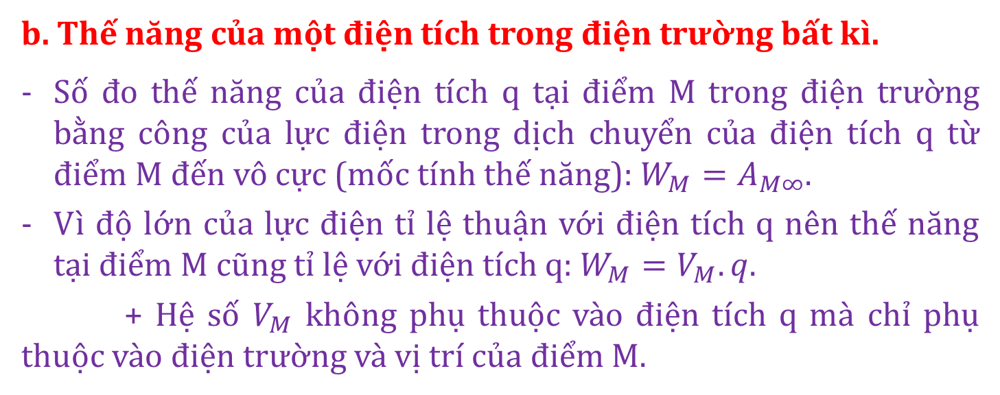 b. Thế năng của một điện tích trong điện trường bất kì.
- Số đo thế năng của điện tích q tại điểm M trong điện trường
bằng công của lực điện trong dịch chuyển của điện tích q từ
điểm M đến vô cực (mốc tính thế năng): W_M = A_{M∞}.
- Vì độ lớn của lực điện tỉ lệ thuận với điện tích q nên thế năng
tại điểm M cũng tỉ lệ với điện tích q: W_M = V_M. q.
+ Hệ số V_M không phụ thuộc vào điện tích q mà chỉ phụ
thuộc vào điện trường và vị trí của điểm M.